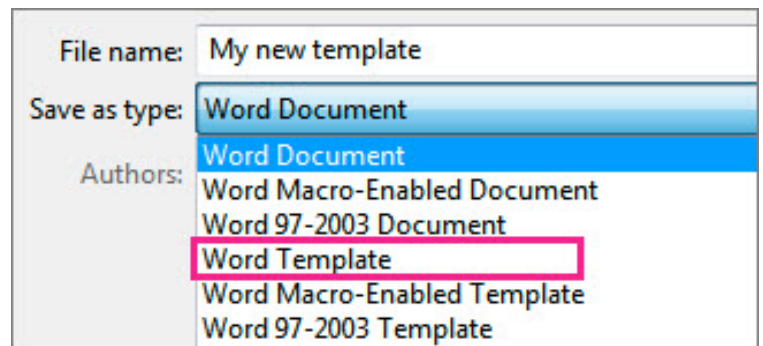 File name: My new template
Save as type: Word Document
Authors:
Word Document
Word Macro-Enabled Document
Word 97-2003 Document
Word Template
Word Macro-Enabled Template
Word 97-2003 Template